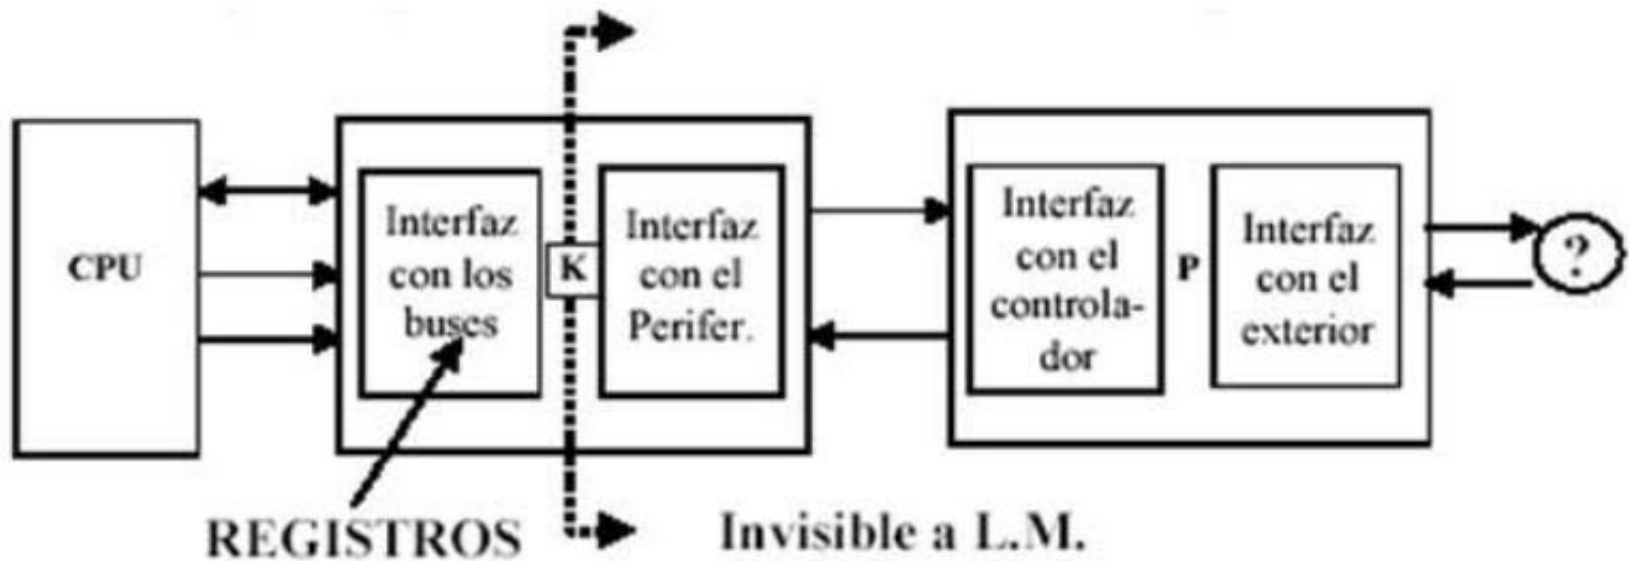 CPU
Interfaz
con los
buses
K
Interfaz
con el
Perifer.
Interfaz
con el
controla-
dor
P
Interfaz
con el
exterior
?
REGISTROS
Invisible a L.M.